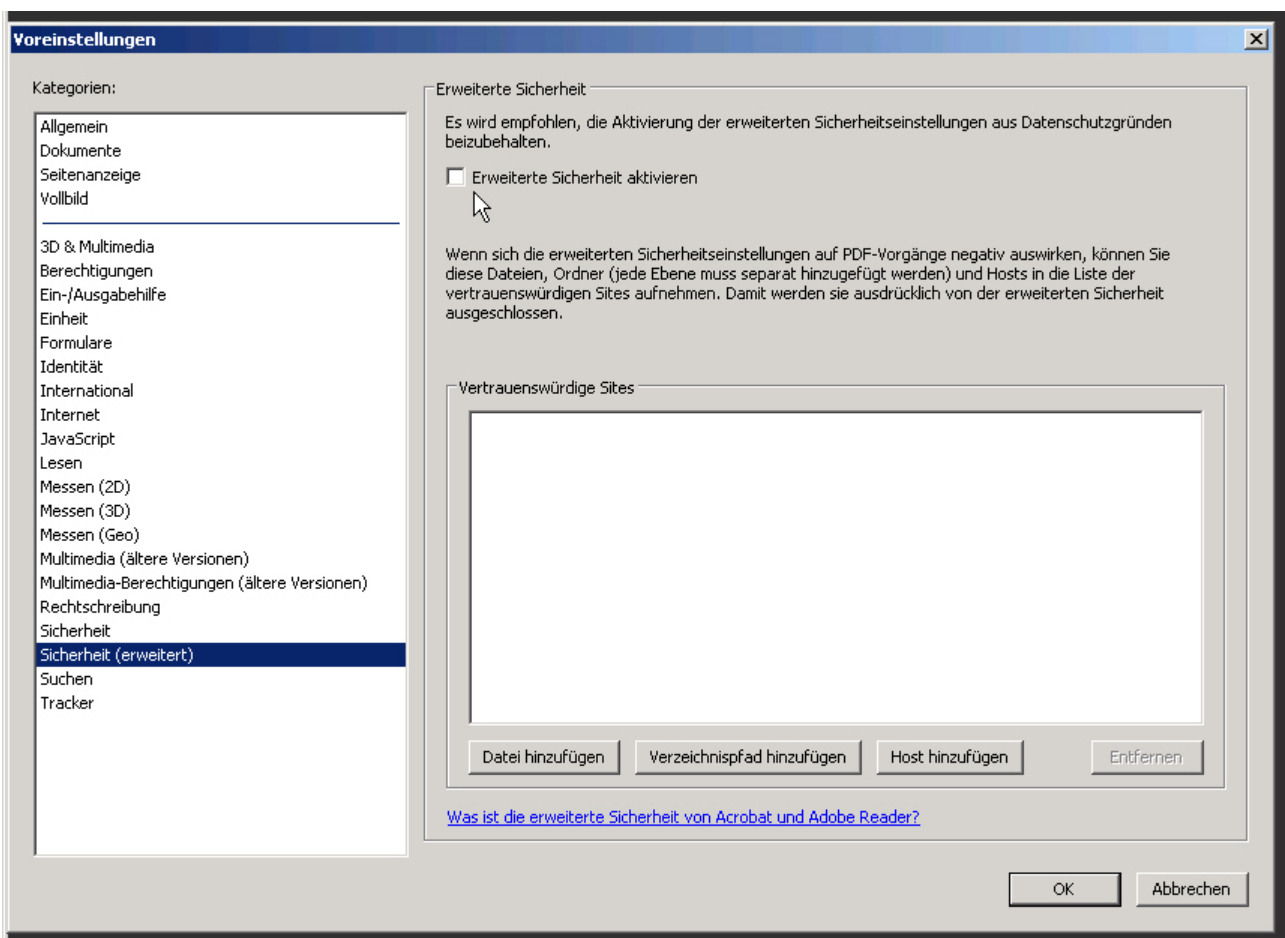 Voreinstellungen
Kategorien:
Allgemein
Dokumente
Seitenanzeige
Vollbild
3D & Multimedia
Berechtigungen
Ein-/Ausgabehilfe
Einheit
Formulare
Identität
International
Internet
JavaScript
Lesen
Messen (2D)
Messen (3D)
Messen (Geo)
Multimedia (ältere Versionen)
Multimedia-Berechtigungen (ältere Versionen)
Rechtschreibung
Sicherheit
Sicherheit (erweitert)
Suchen
Tracker
Erweiterte Sicherheit
Es wird empfohlen, die Aktivierung der erweiterten Sicherheitseinstellungen aus Datenschutzgründen
beizubehalten.
Erweiterte Sicherheit aktivieren
Wenn sich die erweiterten Sicherheitseinstellungen auf PDF-Vorgänge negativ auswirken, können Sie
diese Dateien, Ordner (jede Ebene muss separat hinzugefügt werden) und Hosts in die Liste der
vertrauenswürdigen Sites aufnehmen. Damit werden sie ausdrücklich von der erweiterten Sicherheit
ausgeschlossen.
Vertrauenswürdige Sites
Datei hinzufügen Verzeichnispfad hinzufügen Host hinzufügen Entfernen
Was ist die erweiterte Sicherheit von Acrobat und Adobe Reader?
OK Abbrechen